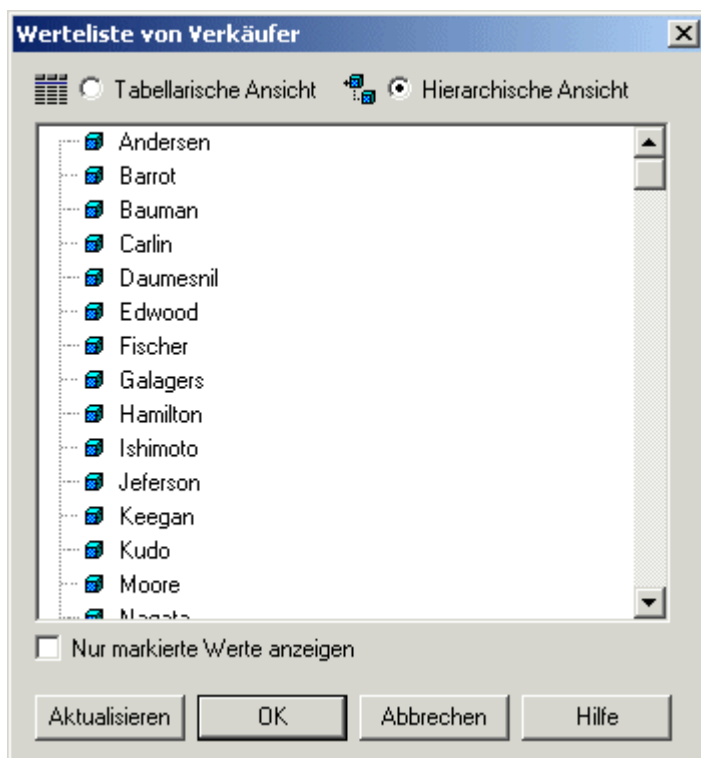 Werteliste von Verkäufer
Tabellarische Ansicht Hierarchische Ansicht
Andersen
Barrot
Bauman
Carlin
Daumesnil
Edwood
Fischer
Galagers
Hamilton
Ishimoto
Jeferson
Keegan
Kudo
Moore
Nagata
Nur markierte Werte anzeigen
Aktualisieren OK Abbrechen Hilfe